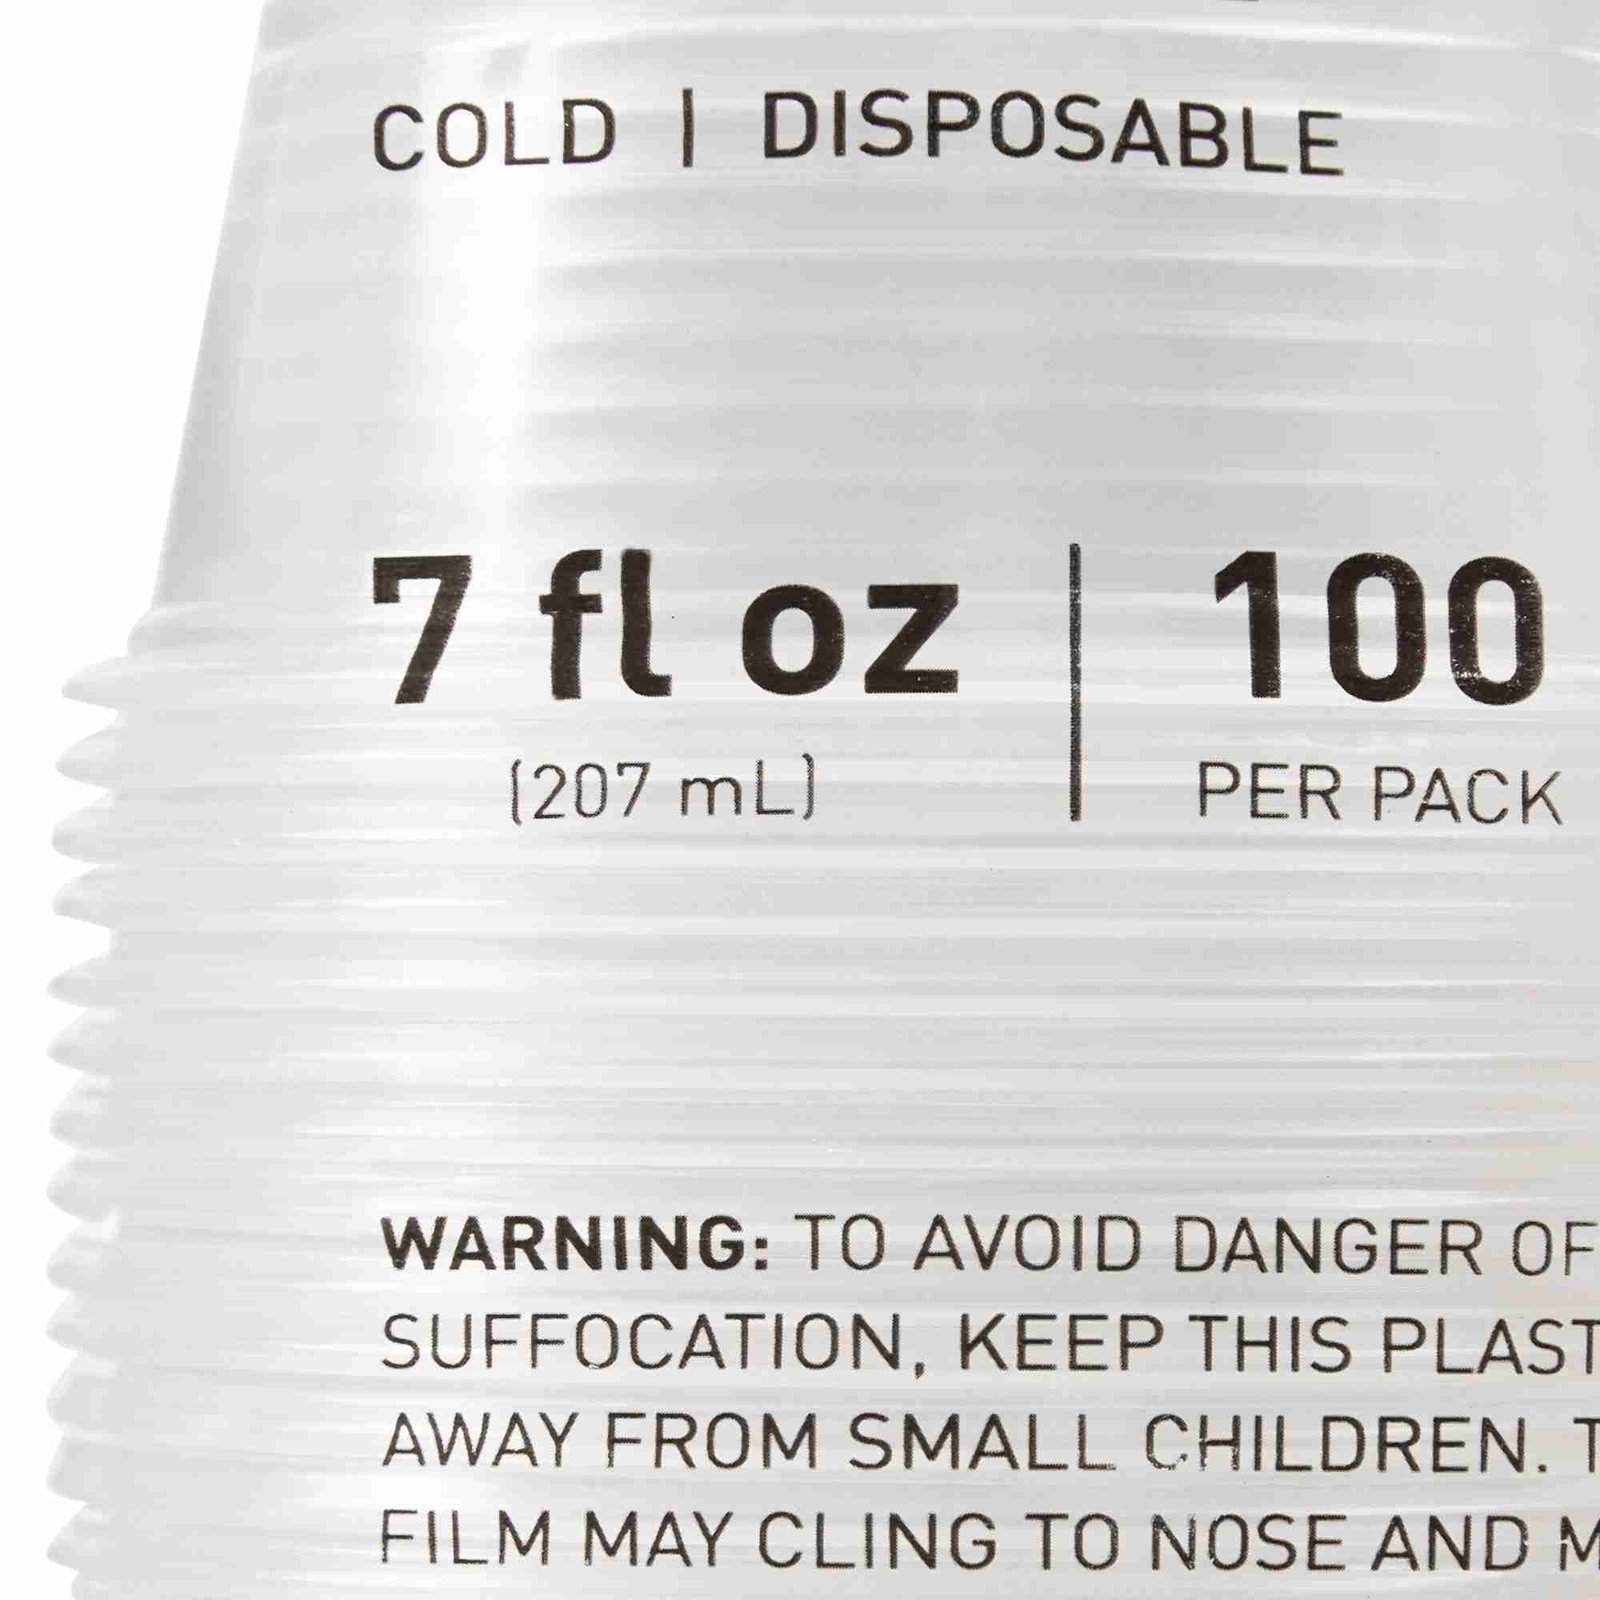 COLD | DISPOSABLE
7 fl oz | 100
(207 mL) PER PACK
WARNING: TO AVOID DANGER OF
SUFFOCATION, KEEP THIS
AWAY FROM SMALL CHILDREN.
FILM MAY CLING TO NOSE AND